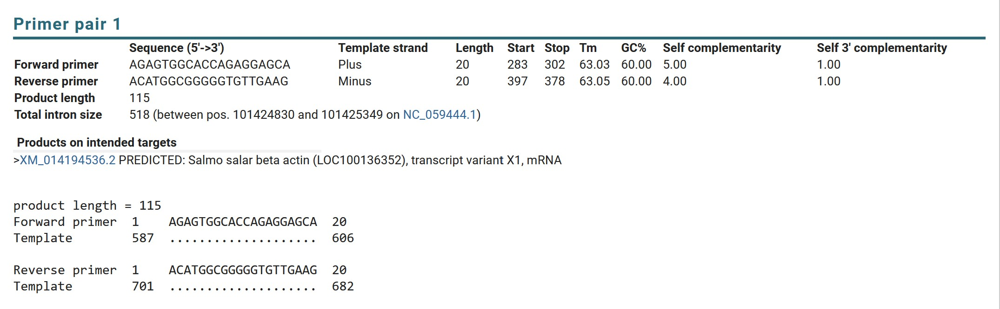 Primer pair 1
Sequence (5'->3') Template strand Length Start Stop Tm GC% Self complementarity Self 3' complementarity
Forward primer AGAGTGGCACCAGAGGAGCA Plus 20 283 302 63.03 60.00 5.00 1.00
Reverse primer ACATGGCGGGGGTGTTGAAG Minus 20 397 378 63.05 60.00 4.00 1.00
Product length 115
Total intron size 518 (between pos. 101424830 and 101425349 on NC_059444.1)
Products on intended targets
>XM_014194536.2 PREDICTED: Salmo salar beta actin (LOC100136352), transcript variant X1, mRNA
product length = 115
Forward primer 1 AGAGTGGCACCAGAGGAGCA 20
Template 587 .................... 606
Reverse primer 1 ACATGGCGGGGGTGTTGAAG 20
Template 701 .................... 682